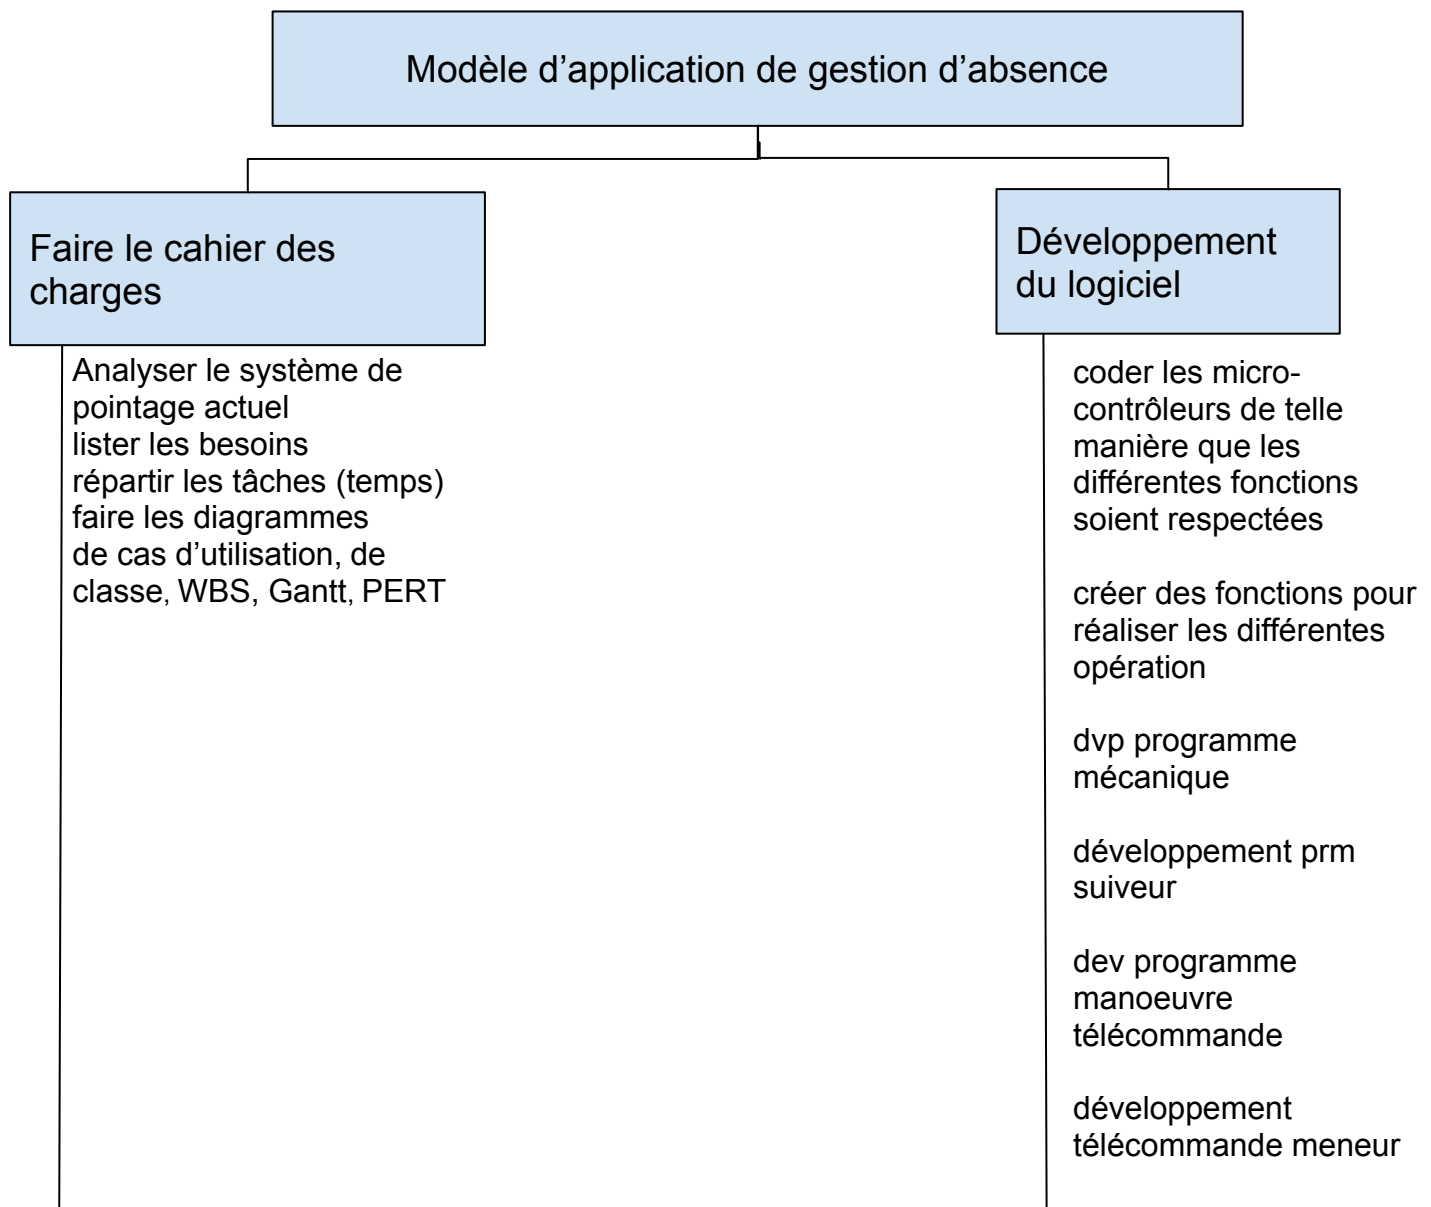 Modèle d’application de gestion d’absence
Faire le cahier des
charges
Analyser le système de
pointage actuel
lister les besoins
répartir les tâches (temps)
faire les diagrammes
de cas d’utilisation, de
classe, WBS, Gantt, PERT
Développement
du logiciel
coder les micro-
contrôleurs de telle
manière que les
différentes fonctions
soient respectées
créer des fonctions pour
réaliser les différentes
opération
dvp programme
mécanique
développement prm
suiveur
dev programme
manoeuvre
télécommande
développement
télécommande meneur